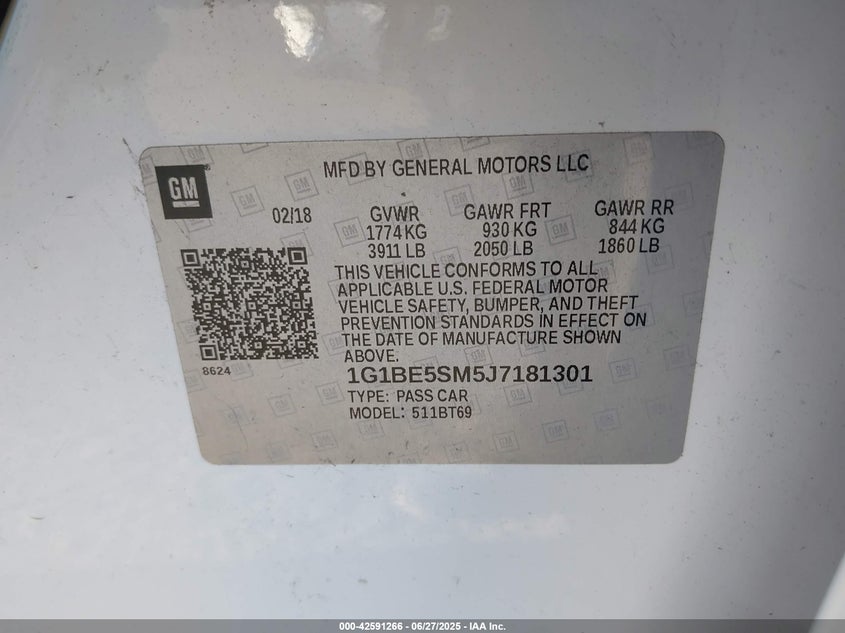 GM
MFD BY GENERAL MOTORS LLC
02/18
GVWR GAWR FRT GAWR RR
1774 KG 930 KG 844 KG
3911 LB 2050 LB 1860 LB
THIS VEHICLE CONFORMS TO ALL
APPLICABLE U.S. FEDERAL MOTOR
VEHICLE SAFETY, BUMPER, AND THEFT
PREVENTION STANDARDS IN EFFECT ON
THE DATE OF MANUFACTURE SHOWN
ABOVE.
8624
1G1BE5SM5J7181301
TYPE: PASS CAR
MODEL: 511BT69
000-42591266 - 06/27/2025 - IAA Inc.